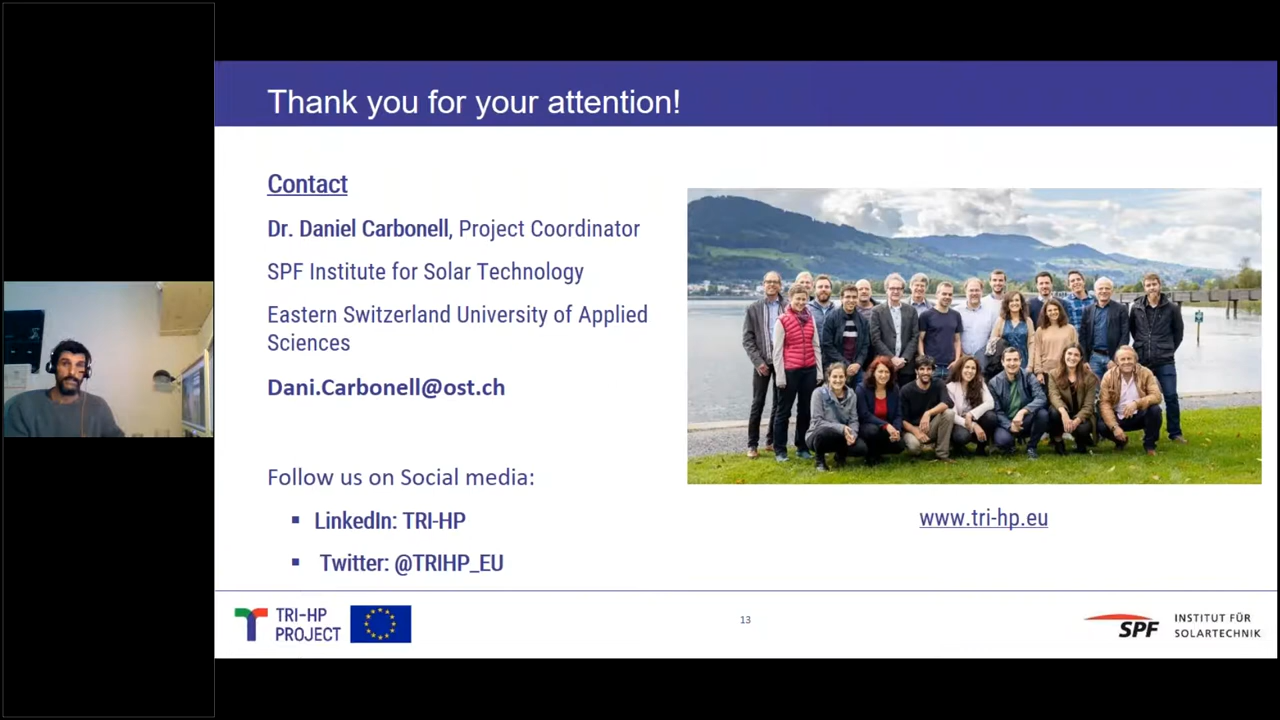 Thank you for your attention!
Contact
Dr. Daniel Carbonell, Project Coordinator
SPF Institute for Solar Technology
Eastern Switzerland University of Applied
Sciences
Dani.Carbonell@ost.ch
Follow us on Social media:
▪ LinkedIn: TRI-HP
▪ Twitter: @TRIHP_EU
www.tri-hp.eu
TRI-HP
PROJECT
13
SPF
INSTITUT FÜR
SOLARTECHNIK